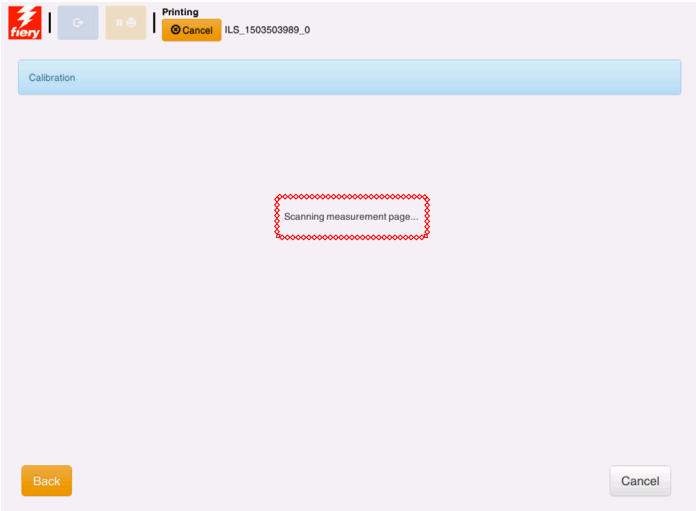 fiery
Printing
Cancel ILS_1503503989_0
Calibration
Scanning measurement page...
Back
Cancel